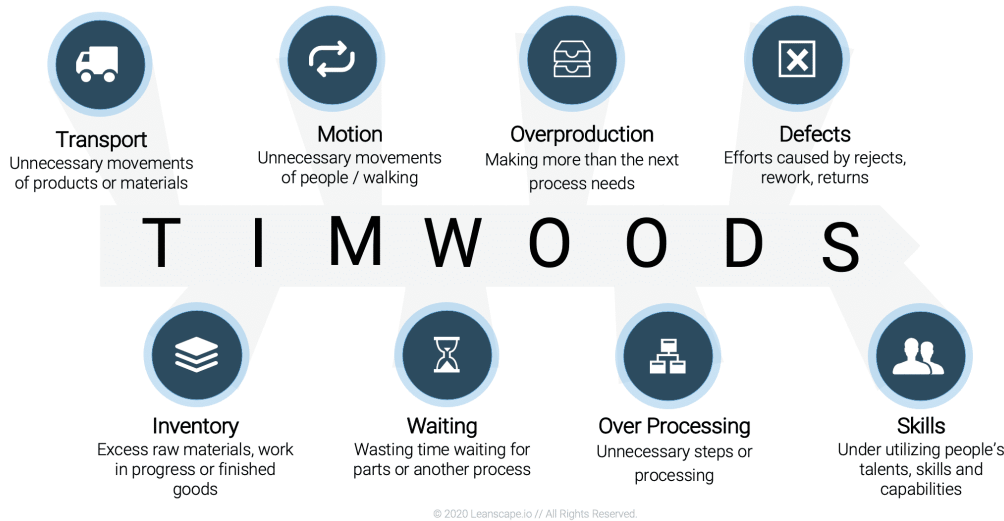 Transport
Unnecessary movements
of products or materials
Motion
Unnecessary movements
of people / walking
Overproduction
Making more than the next
process needs
Defects
Efforts caused by rejects,
rework, returns
T I M W O O D S
Inventory
Excess raw materials, work
in progress or finished
goods
Waiting
Wasting time waiting for
parts or another process
Over Processing
Unnecessary steps or
processing
Skills
Under utilizing people's
talents, skills and
capabilities
© 2020 Leanscape.io // All Rights Reserved.